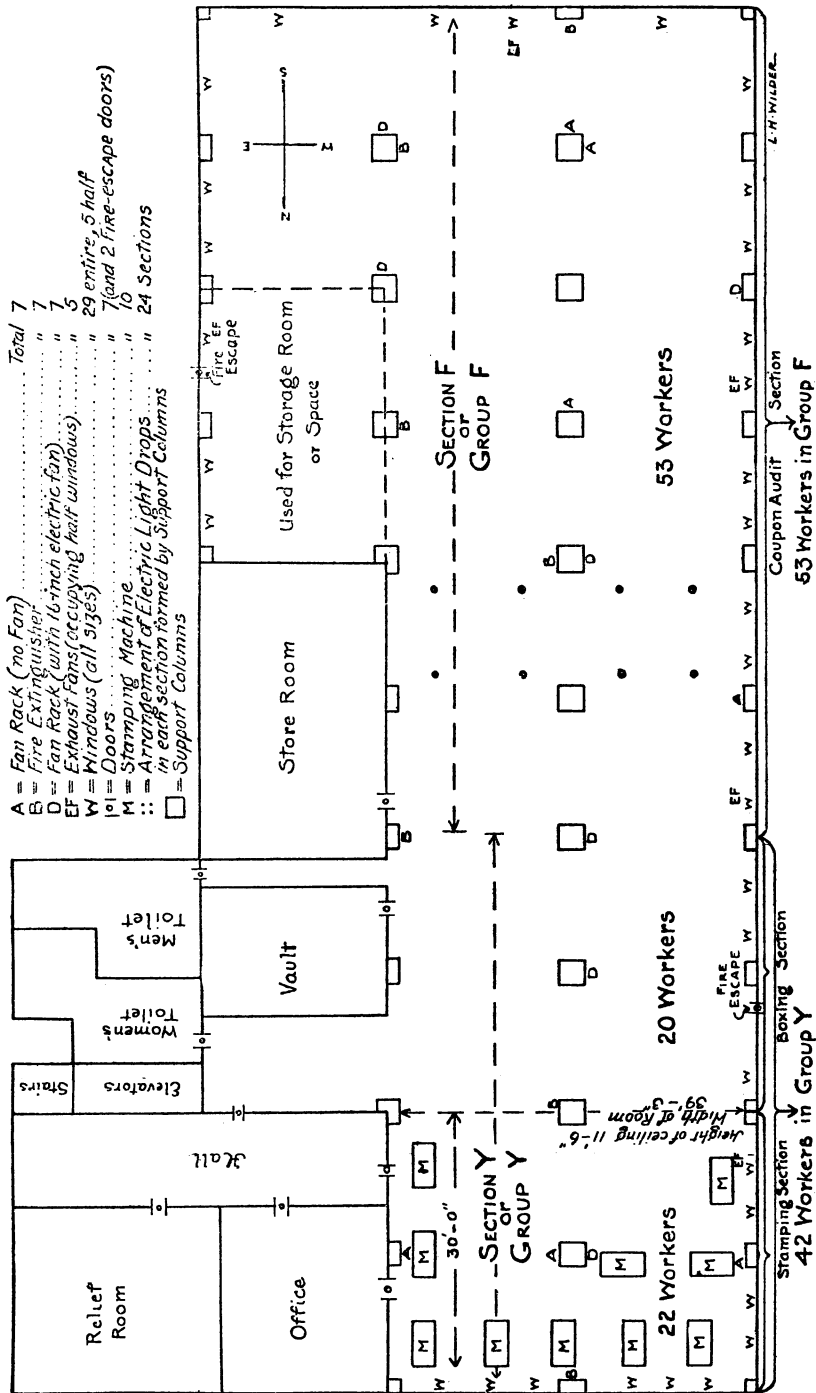 A = Fan Rack (no Fan) .......... Total 7
B = Fire Extinguisher .......... " 7
D = Fan Rack (with 16-inch electric fan) " 7
EF = Exhaust Fans (occupying half windows) .... " 5
W = Windows (all sizes) .......... " 29 entire, 5 half
|o| = Doors .......... " 7 (and 2 fire-escape doors)
M = Stamping Machine .......... " 10
:: = Arrangement of Electric Light Drops .... " 24 Sections
in each section formed by Support Columns
□ = Support Columns
Stairs
Elevators
Womens'
Toilet
Men's
Toilet
Relief
Room
Hall
Office
Vault
Store Room
Used for Storage Room
or Space
Fire EF
Escape
N
E
W
S
W W W W W W
D
D
B
B
B
A
M
M
M
W
W
W
W
EF W
W
B
30'-0"
SECTION Y
OR
GROUP Y
SECTION F
OR
GROUP F
A
D
B
D
D
B
D
A
A
A
M
M
M
M
M
M
M
B
A
Height of ceiling 11'-6"
Width of Room
39'-3"
22 Workers
20 Workers
53 Workers
FIRE
ESCAPE
EF
EF
EF
A
D
W W W W W W W W W W W W W W W W
Stamping Section
Boxing Section
Coupon Audit Section
42 Workers in Group Y
53 Workers in Group F
L.H. WILDER